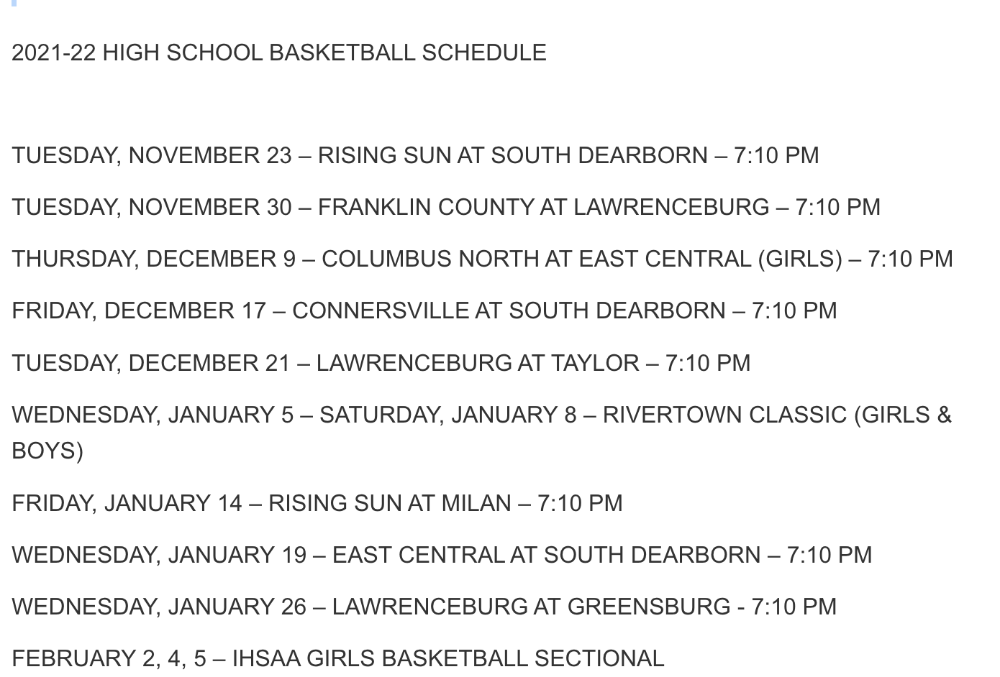 2021-22 HIGH SCHOOL BASKETBALL SCHEDULE
TUESDAY, NOVEMBER 23 – RISING SUN AT SOUTH DEARBORN – 7:10 PM
TUESDAY, NOVEMBER 30 – FRANKLIN COUNTY AT LAWRENCEBURG – 7:10 PM
THURSDAY, DECEMBER 9 – COLUMBUS NORTH AT EAST CENTRAL (GIRLS) – 7:10 PM
FRIDAY, DECEMBER 17 – CONNERSVILLE AT SOUTH DEARBORN – 7:10 PM
TUESDAY, DECEMBER 21 – LAWRENCEBURG AT TAYLOR – 7:10 PM
WEDNESDAY, JANUARY 5 – SATURDAY, JANUARY 8 – RIVERTOWN CLASSIC (GIRLS &
BOYS)
FRIDAY, JANUARY 14 – RISING SUN AT MILAN – 7:10 PM
WEDNESDAY, JANUARY 19 – EAST CENTRAL AT SOUTH DEARBORN – 7:10 PM
WEDNESDAY, JANUARY 26 – LAWRENCEBURG AT GREENSBURG - 7:10 PM
FEBRUARY 2, 4, 5 – IHSAA GIRLS BASKETBALL SECTIONAL